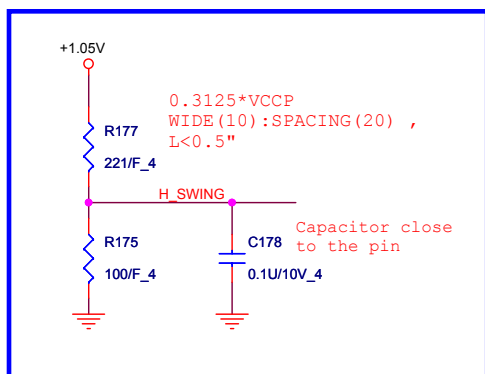 +1.05V
0.3125*VCCP
WIDE(10):SPACING(20) ,
L<0.5"
R177
221/F_4
H_SWING
R175
100/F_4
C178
0.1U/10V_4
Capacitor close
to the pin